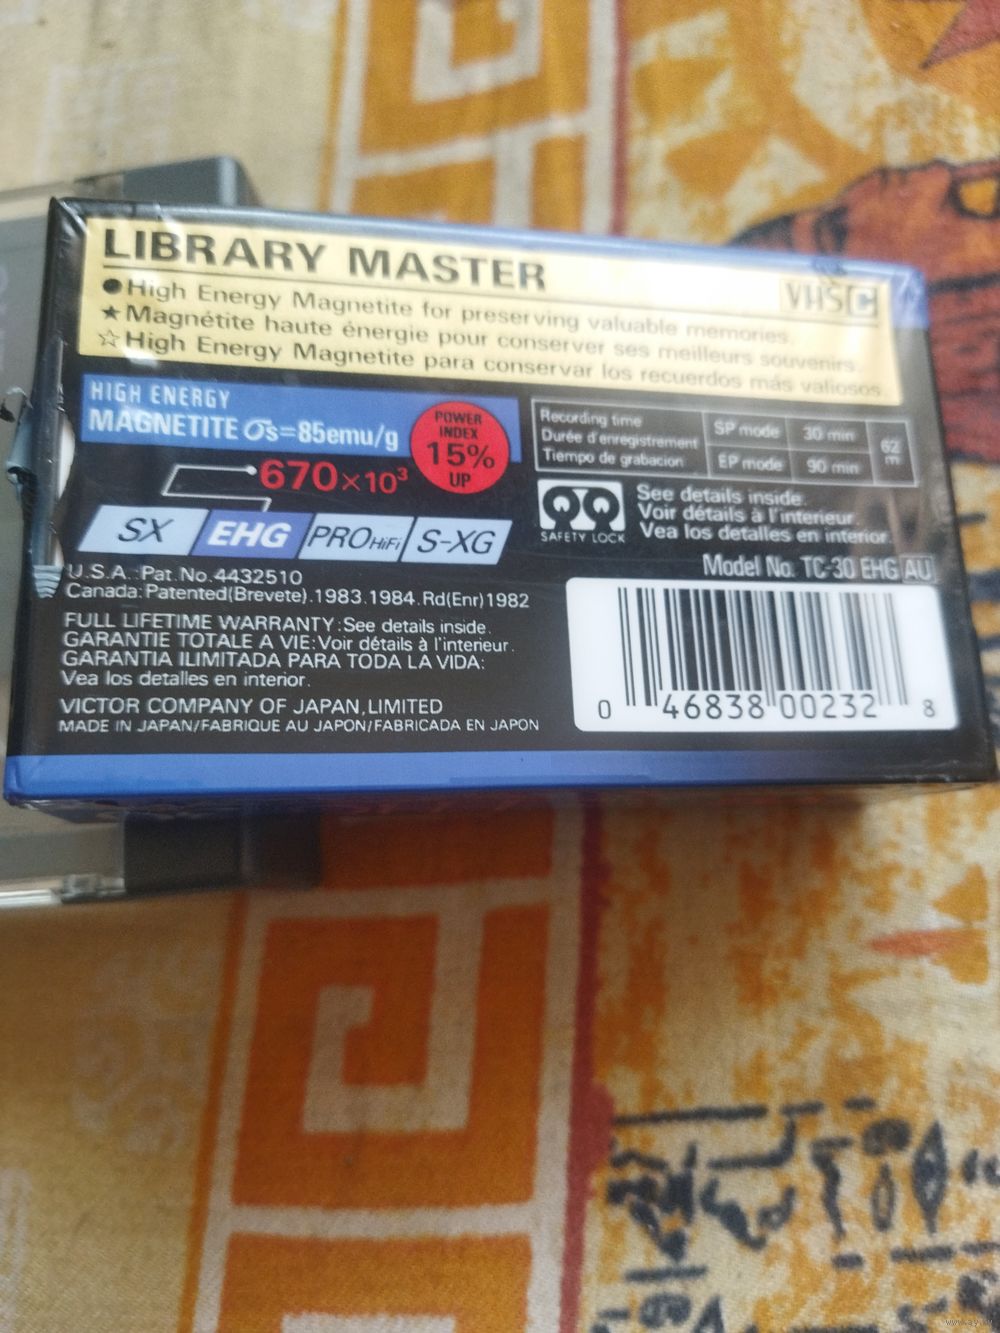 LIBRARY MASTER
VHS C
●High Energy Magnetite for preserving valuable memories.
★Magnétite haute énergie pour conserver ses meilleurs souvenirs.
☆High Energy Magnetite para conservar los recuerdos más valiosos.
HIGH ENERGY
MAGNETITE σs=85emu/g
POWER
INDEX
15%
UP
670×10³
SX EHG PRO HiFi S-XG
Recording time
Durée d'enregistrement
Tiempo de grabacion
SP mode 30 min
EP mode 90 min
62
m
SAFETY LOCK
See details inside.
Voir détails à l'interieur.
Vea los detalles en interior.
Model No. TC-30 EHG AU
U.S.A.:Pat.No.4432510
Canada:Patented(Brevete).1983.1984.Rd(Enr)1982
FULL LIFETIME WARRANTY:See details inside.
GARANTIE TOTALE A VIE:Voir détails à l'interieur.
GARANTIA ILIMITADA PARA TODA LA VIDA:
Vea los detalles en interior.
VICTOR COMPANY OF JAPAN,LIMITED
MADE IN JAPAN/FABRIQUE AU JAPON/FABRICADA EN JAPON
0 46838 00232 8